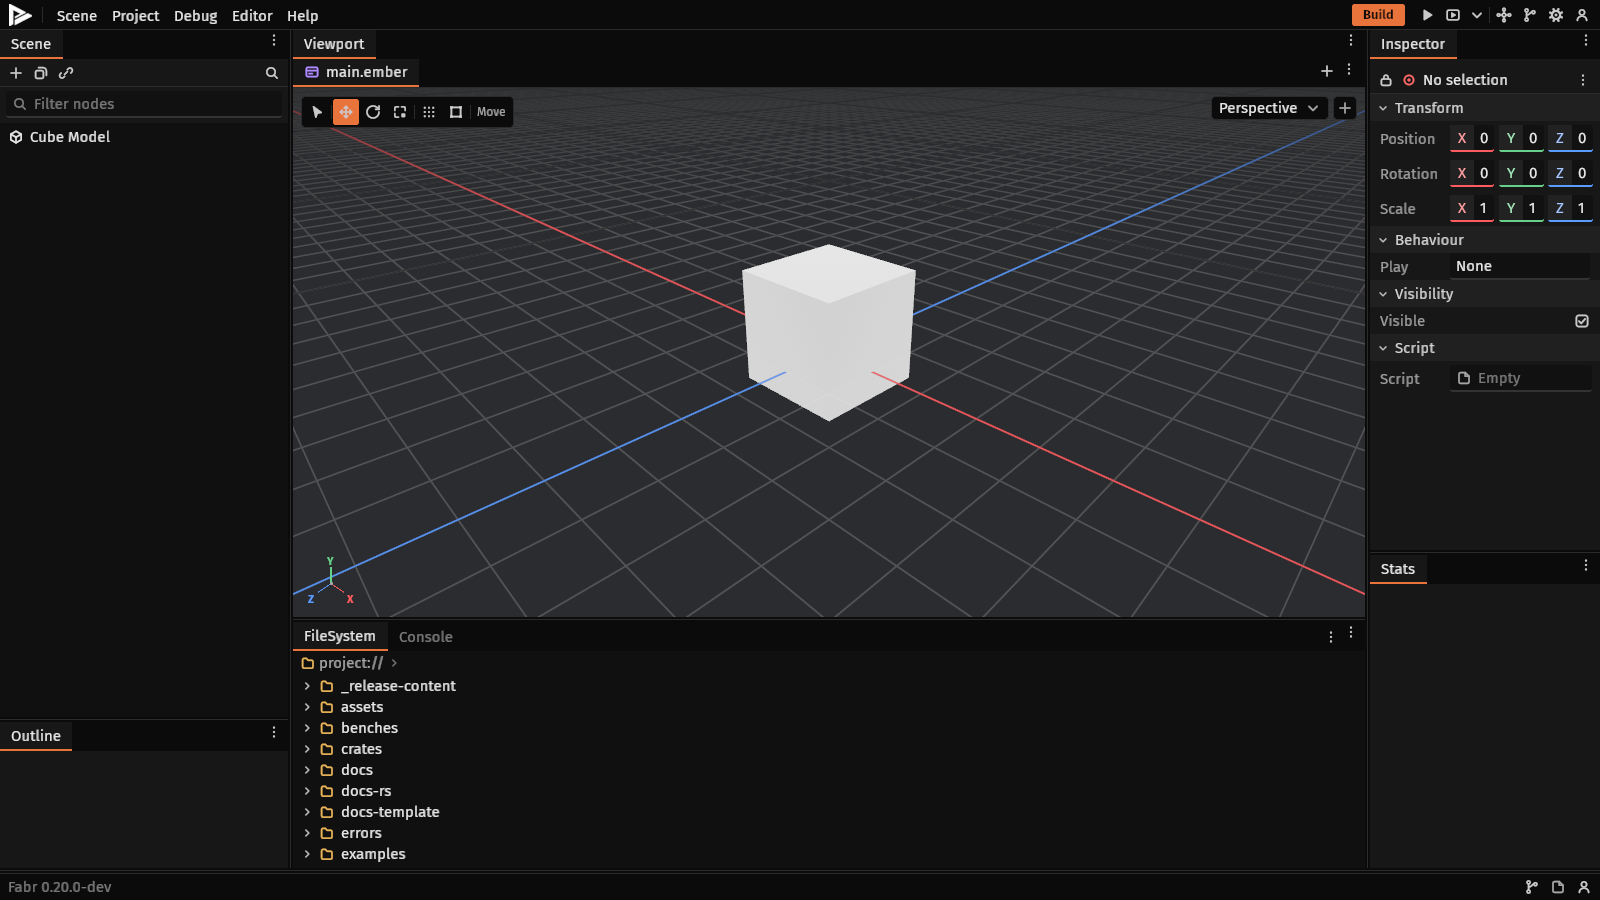 Scene Project Debug Editor Help
Build
Scene
Filter nodes
Cube Model
Outline
Viewport
main.ember
Move
Perspective
Y
Z X
FileSystem Console
project://
_release-content
assets
benches
crates
docs
docs-rs
docs-template
errors
examples
Inspector
No selection
Transform
Position X 0 Y 0 Z 0
Rotation X 0 Y 0 Z 0
Scale X 1 Y 1 Z 1
Behaviour
Play None
Visibility
Visible
Script
Script Empty
Stats
Fabr 0.20.0-dev